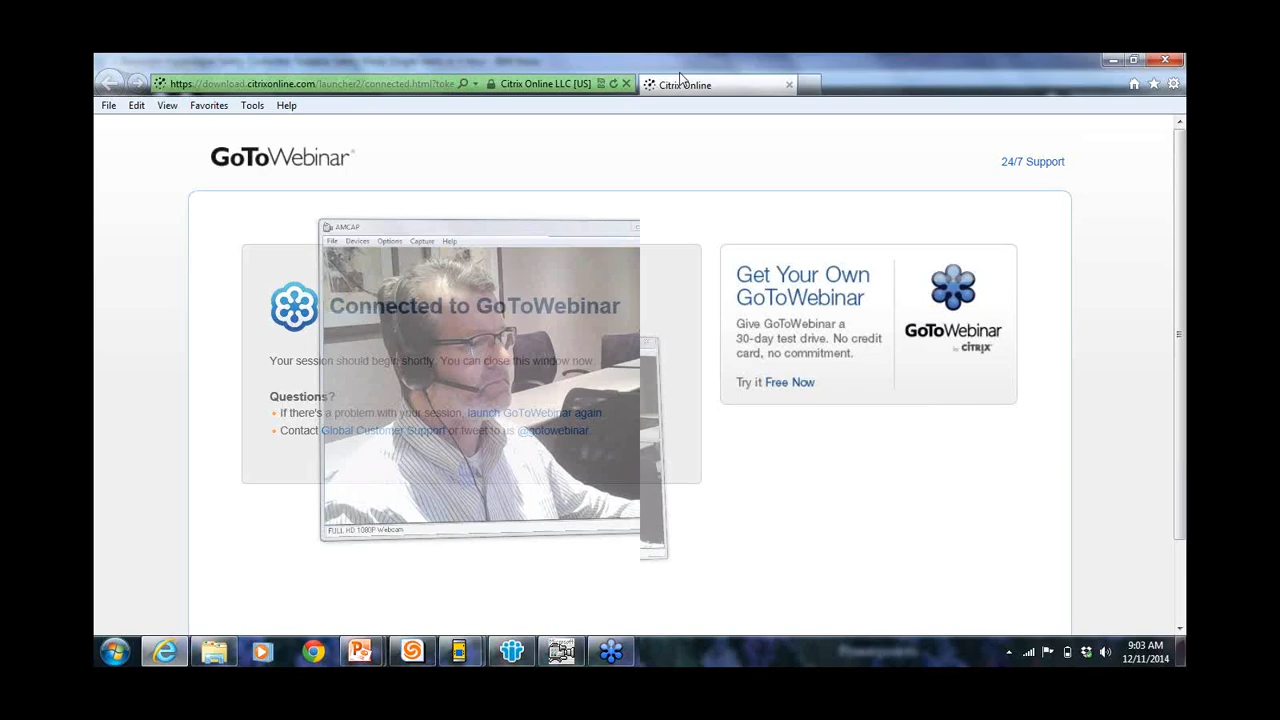 https://download.citrixonline.com/launcher2/connected.html?toke
Citrix Online LLC [US]
Citrix Online
File Edit View Favorites Tools Help
GoToWebinar
24/7 Support
AMCAP
File Devices Options Capture Help
Connected to GoToWebinar
Your session should begin shortly. You can close this window now.
Questions?
If there's a problem with your session, launch GoToWebinar again.
Contact Global Customer Support or tweet to us @gotowebinar.
FULL HD 1080P Webcam
Get Your Own
GoToWebinar
Give GoToWebinar a
30-day test drive. No credit
card, no commitment.
Try it Free Now
GoToWebinar
by CITRIX
9:03 AM
12/11/2014